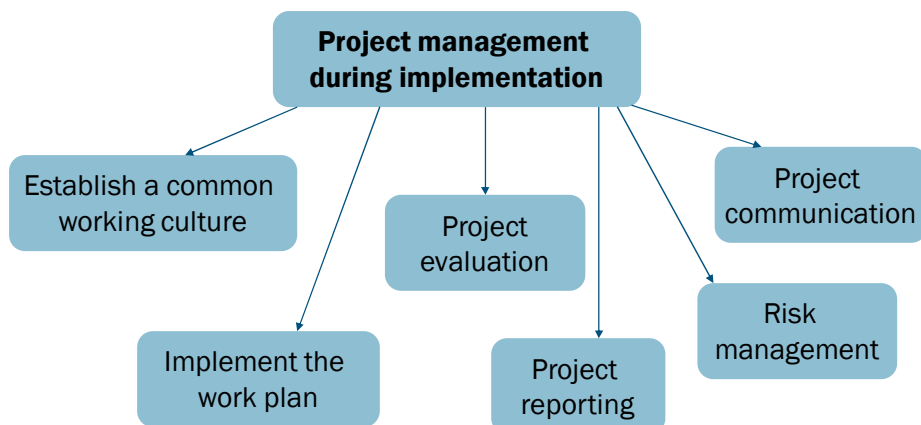 Project management
during implementation
Establish a common
working culture
Project
communication
Project
evaluation
Risk
management
Implement the
work plan
Project
reporting